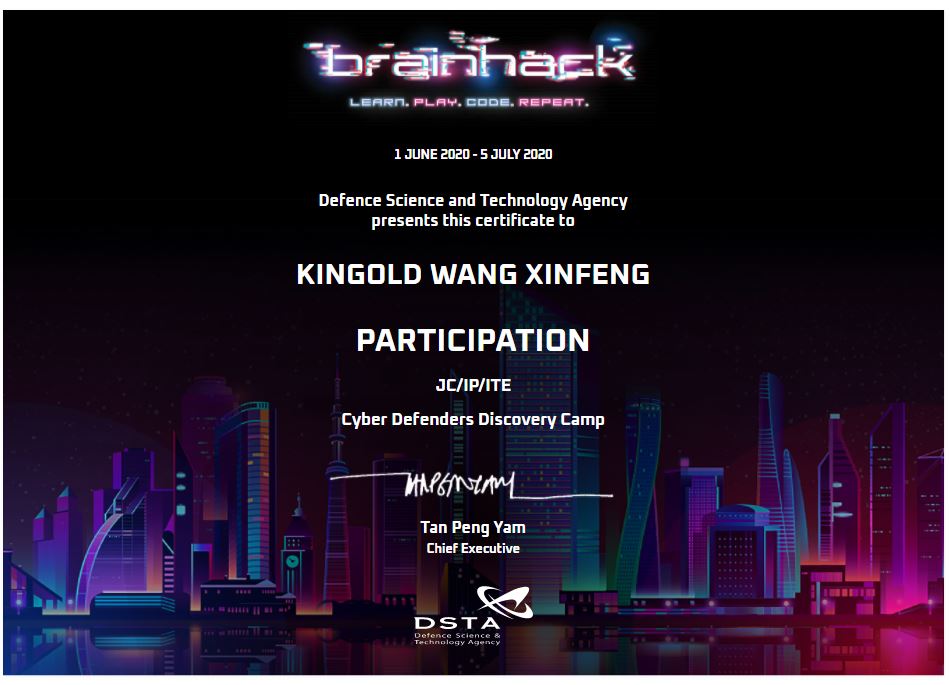 brainhack
LEARN. PLAY. CODE. REPEAT.
1 JUNE 2020 - 5 JULY 2020
Defence Science and Technology Agency
presents this certificate to
KINGOLD WANG XINFENG
PARTICIPATION
JC/IP/ITE
Cyber Defenders Discovery Camp
Tan Peng Yam
Chief Executive
DSTA
Defence Science &
Technology Agency